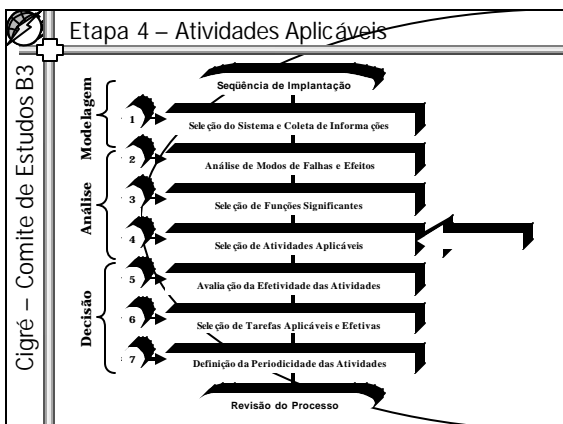 Etapa 4 – Atividades Aplicáveis
Cigré – Comite de Estudos B3
Seqüência de Implantação
Modelagem
1
Seleção do Sistema e Coleta de Informações
Análise
2
Análise de Modos de Falhas e Efeitos
3
Seleção de Funções Significantes
4
Seleção de Atividades Aplicáveis
Decisão
5
Avaliação da Efetividade das Atividades
6
Seleção de Tarefas Aplicáveis e Efetivas
7
Definição da Periodicidade das Atividades
Revisão do Processo